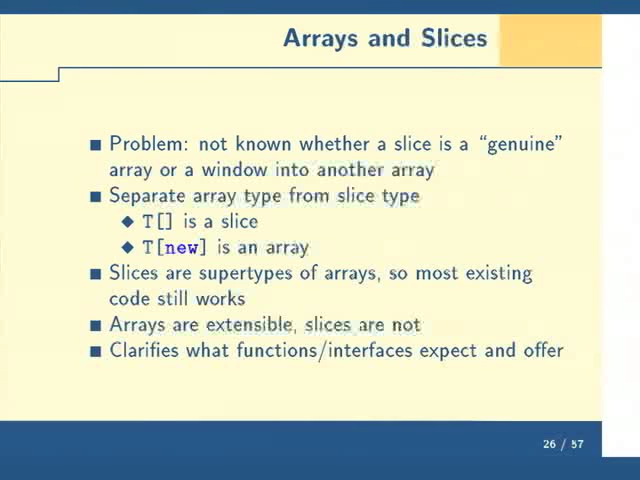 Arrays and Slices
Problem: not known whether a slice is a “genuine”
array or a window into another array
Separate array type from slice type
T[] is a slice
T[new] is an array
Slices are supertypes of arrays, so most existing
code still works
Arrays are extensible, slices are not
Clarifies what functions/interfaces expect and offer
26 / 57